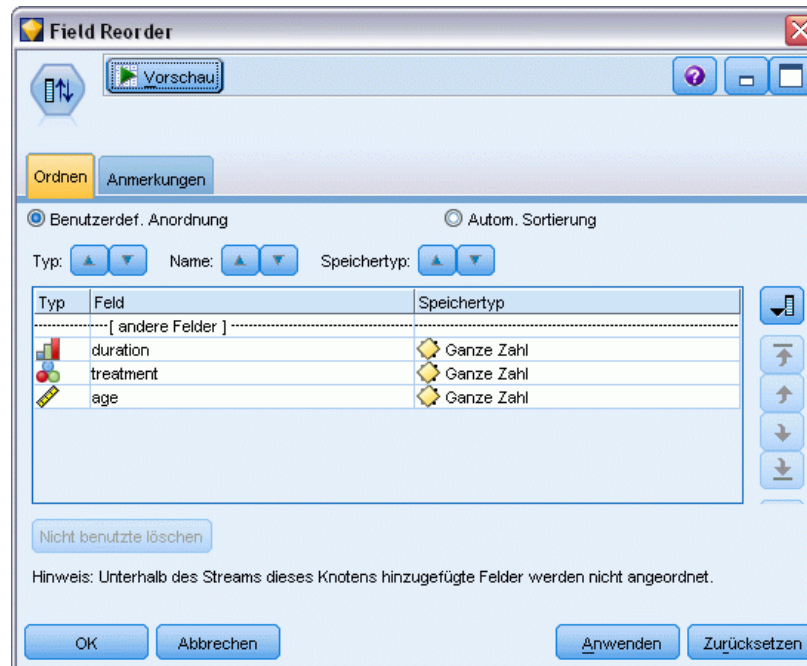 Field Reorder
Vorschau
Ordnen Anmerkungen
Benutzerdef. Anordnung Autom. Sortierung
Typ: Name: Speichertyp:
Typ Feld Speichertyp
[ andere Felder ]
duration Ganze Zahl
treatment Ganze Zahl
age Ganze Zahl
Nicht benutzte löschen
Hinweis: Unterhalb des Streams dieses Knotens hinzugefügte Felder werden nicht angeordnet.
OK Abbrechen Anwenden Zurücksetzen